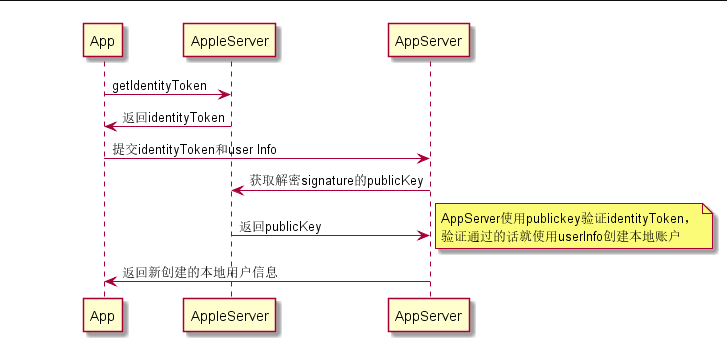 App
AppleServer
AppServer
getIdentityToken
返回identityToken
提交identityToken和user Info
获取解密signature的publicKey
返回publicKey
AppServer使用publickey验证identityToken，
验证通过的话就使用userInfo创建本地账户
返回新创建的本地用户信息
App
AppleServer
AppServer